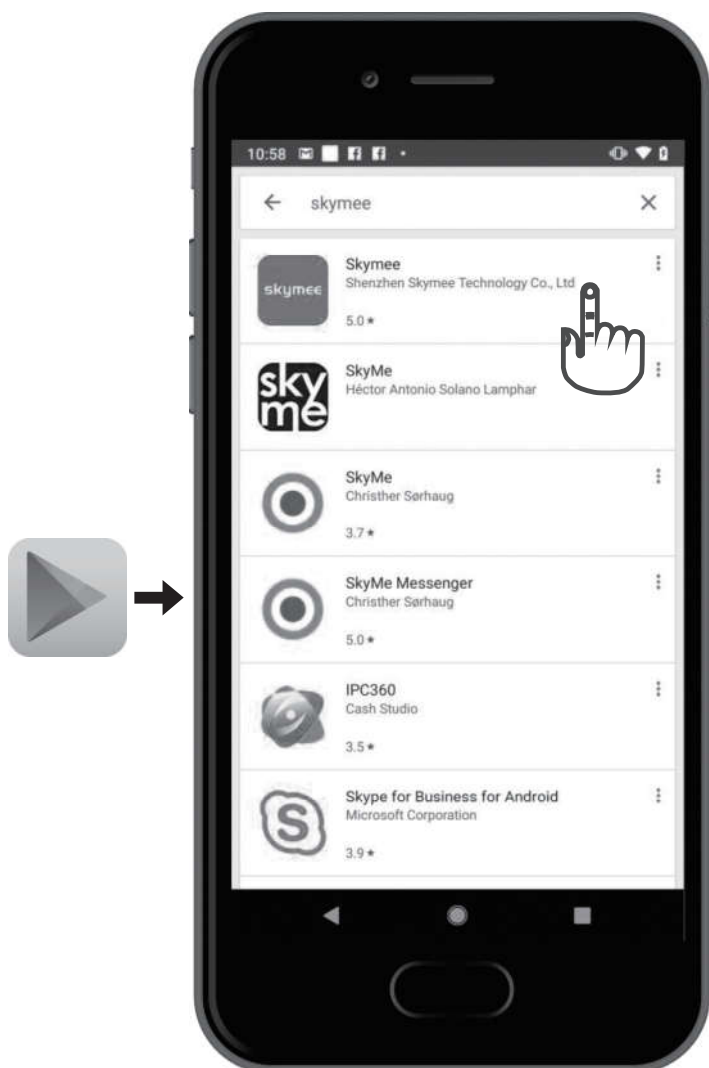 10:58
skymee
skymee
Skymee
Shenzhen Skymee Technology Co., Ltd
5.0★
sky
me
SkyMe
Héctor Antonio Solano Lamphar
SkyMe
Christher Sørhaug
3.7★
SkyMe Messenger
Christher Sørhaug
5.0★
IPC360
Cash Studio
3.5★
S
Skype for Business for Android
Microsoft Corporation
3.9★